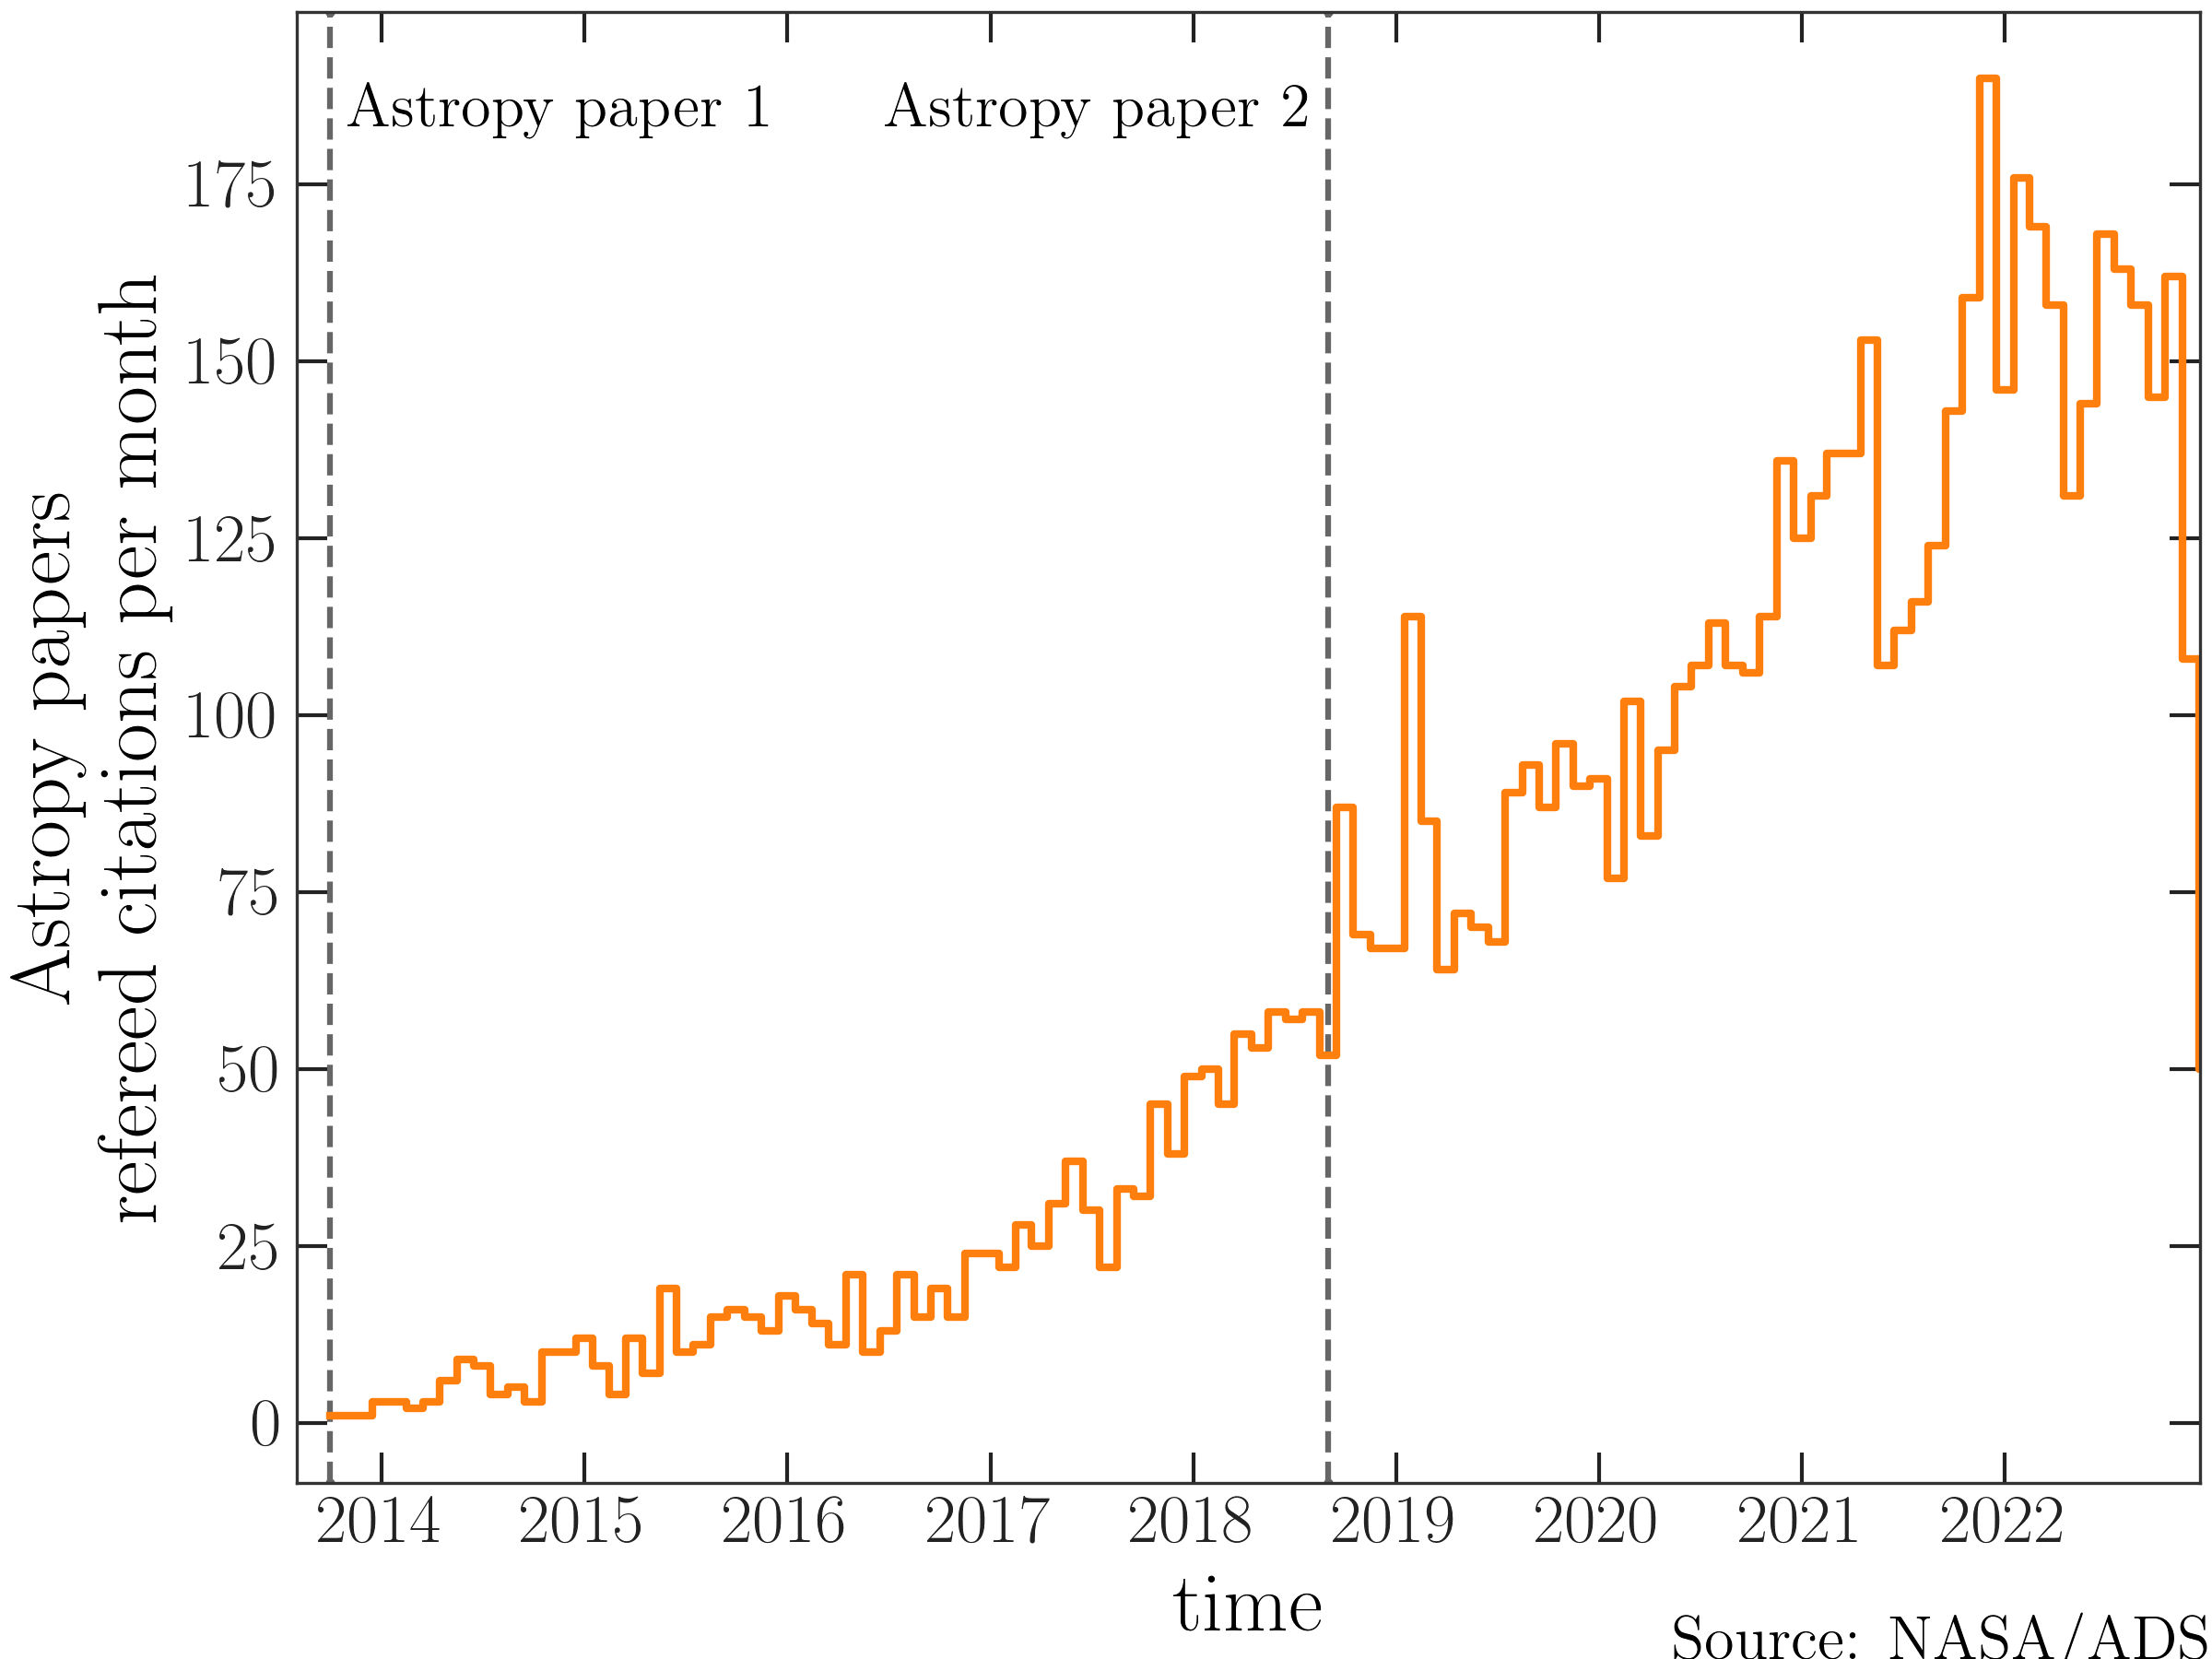 Astropy paper 1
Astropy paper 2
Astropy papers
refereed citations per month
175
150
125
100
75
50
25
0
2014
2015
2016
2017
2018
2019
2020
2021
2022
time
Source: NASA/ADS